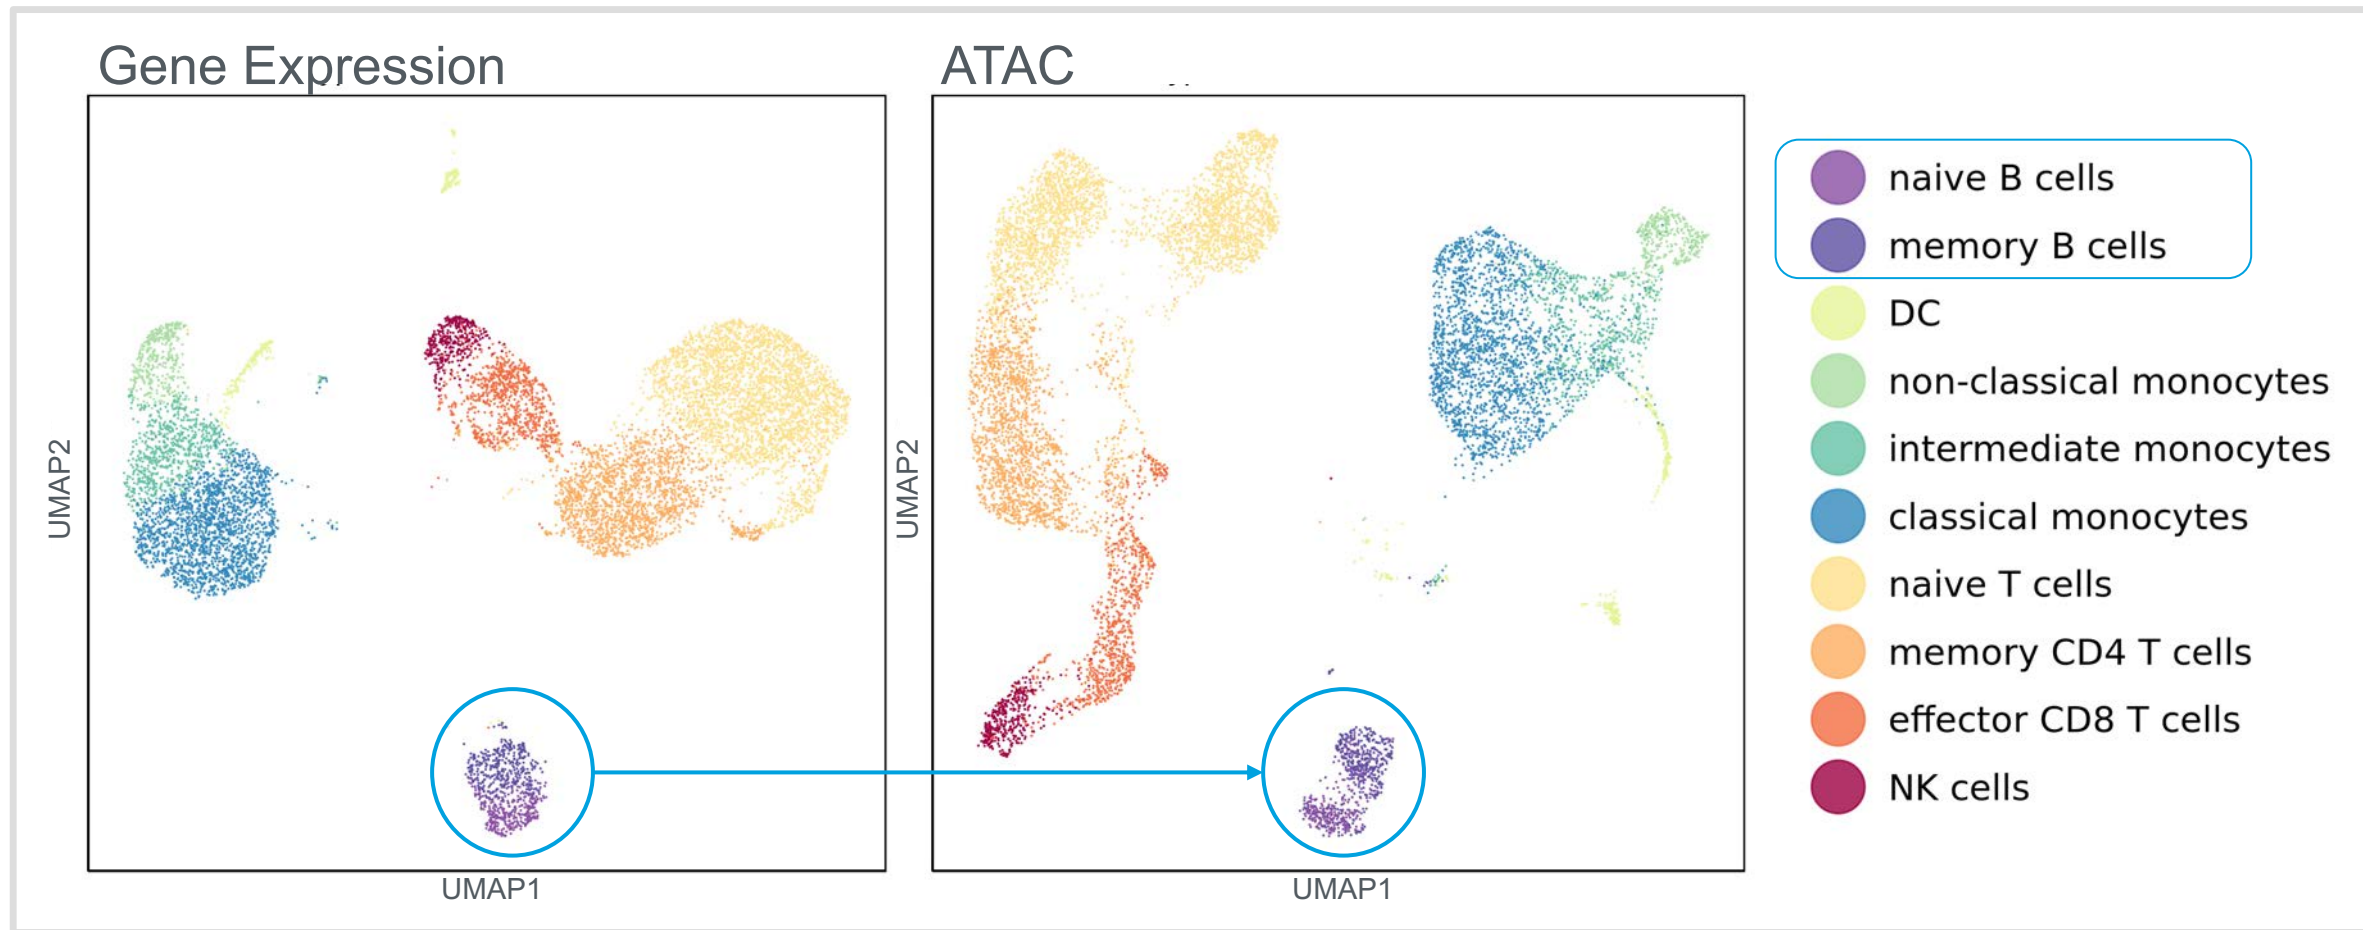 Gene Expression
ATAC
UMAP2
UMAP1
UMAP2
UMAP1
naive B cells
memory B cells
DC
non-classical monocytes
intermediate monocytes
classical monocytes
naive T cells
memory CD4 T cells
effector CD8 T cells
NK cells